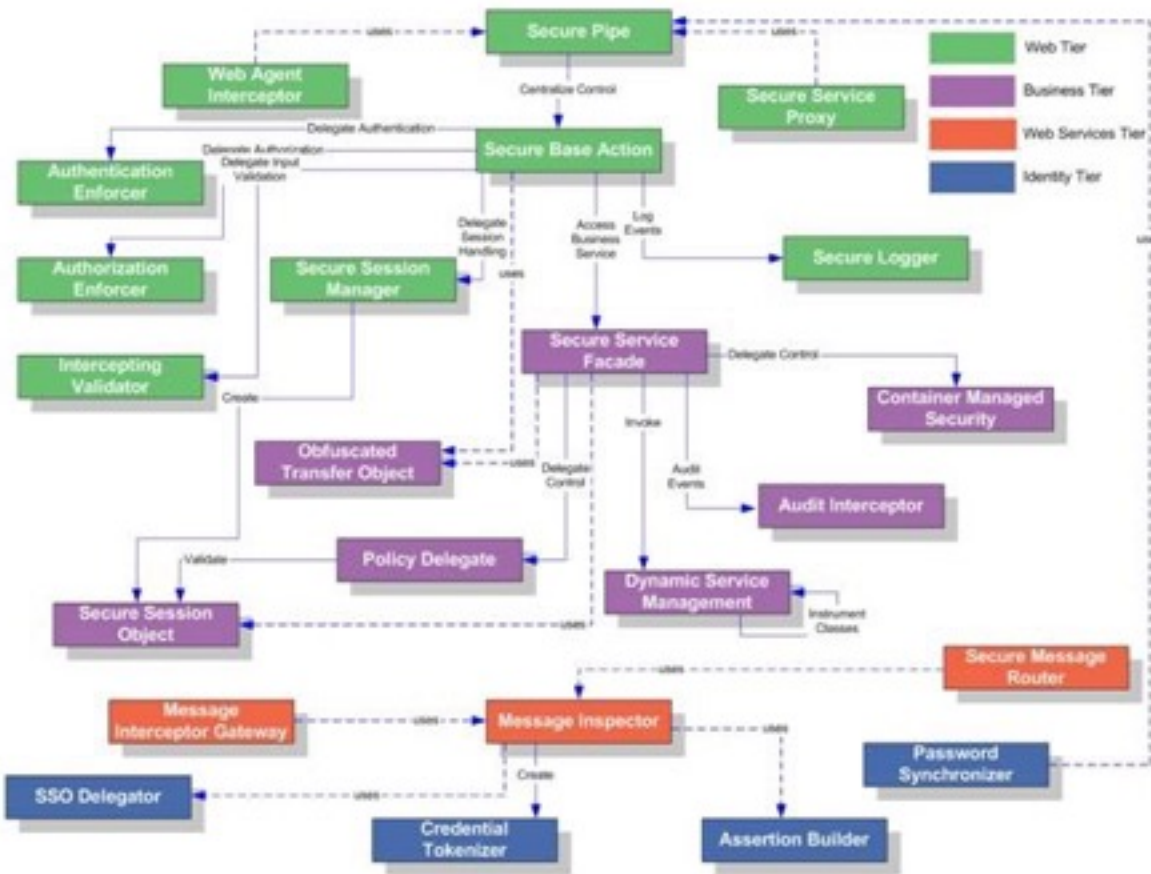 uses
Secure Pipe
uses
Web Tier
Web Agent
Interceptor
Centralize Control
Secure Service
Proxy
Business Tier
Web Services Tier
Identity Tier
Delegate Authentication
Delegate Authorization
Delegate Input
Validation
Secure Base Action
Authentication
Enforcer
Delegate
Session
Handling
uses
Access
Business
Service
Log
Events
Authorization
Enforcer
Secure Session
Manager
Secure Logger
Secure Service
Facade
Delegate Control
Intercepting
Validator
Create
Container Managed
Security
Invoke
Obfuscated
Transfer Object
uses
Delegate
Control
Audit
Events
Audit Interceptor
Validate
Policy Delegate
Dynamic Service
Management
Instrument
Classes
Secure Session
Object
uses
Secure Message
Router
uses
Message
Interceptor Gateway
uses
Message Inspector
uses
Password
Synchronizer
Create
SSO Delegator
uses
Credential
Tokenizer
Assertion Builder